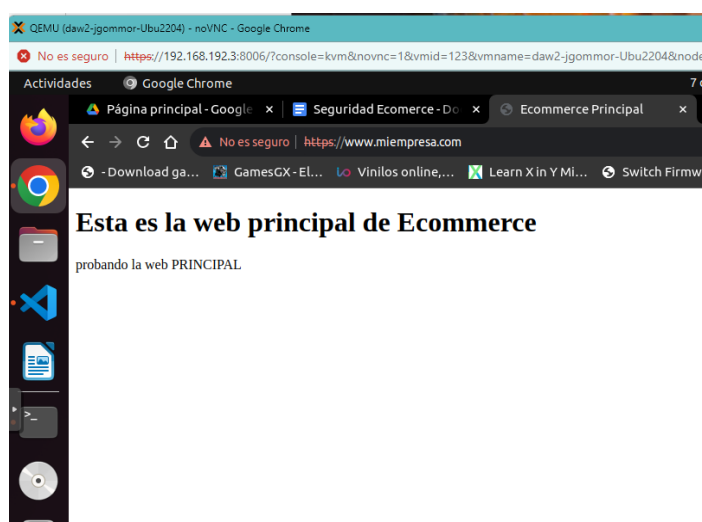 QEMU (daw2-jgommor-Ubu2204) - noVNC - Google Chrome
No es seguro | https://192.168.192.3:8006/?console=kvm&novnc=1&vmid=123&vmname=daw2-jgommor-Ubu2204&node
Actividades Google Chrome 7
Página principal - Google Seguridad Ecomerce - Do Ecommerce Principal
No es seguro | https://www.miempresa.com
- Download ga... GamesGX - El... Vinilos online,... Learn X in Y Mi... Switch Firmw
Esta es la web principal de Ecommerce
probando la web PRINCIPAL